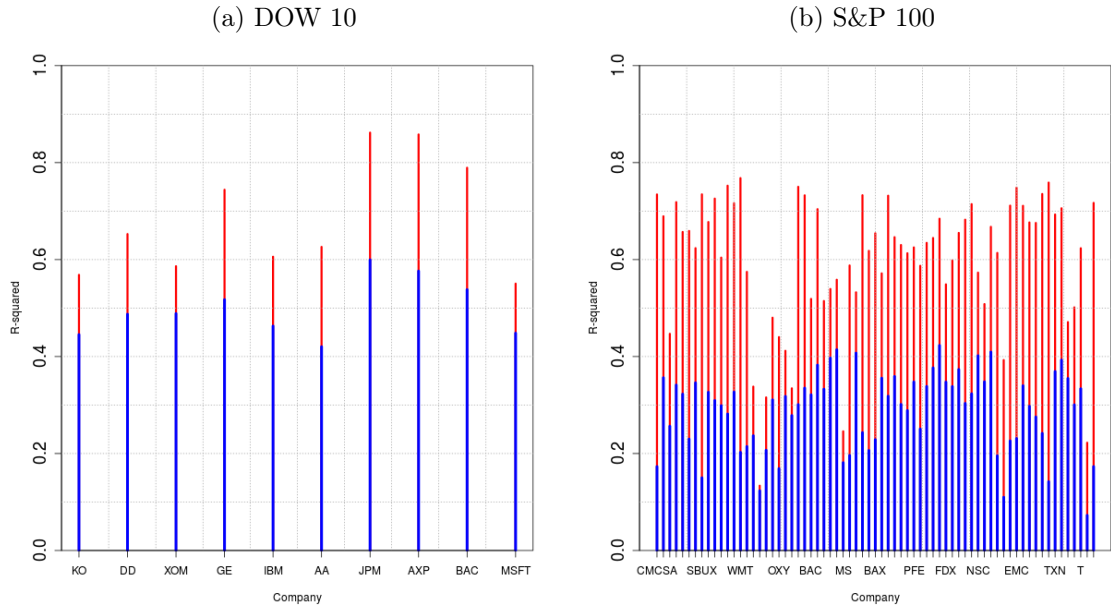 (a) DOW 10
(b) S&P 100
R-squared
1.0
0.8
0.6
0.4
0.2
0.0
KO DD XOM GE IBM AA JPM AXP BAC MSFT
Company
R-squared
1.0
0.8
0.6
0.4
0.2
0.0
CMCSA SBUX WMT OXY BAC MS BAX PFE FDX NSC EMC TXN T
Company